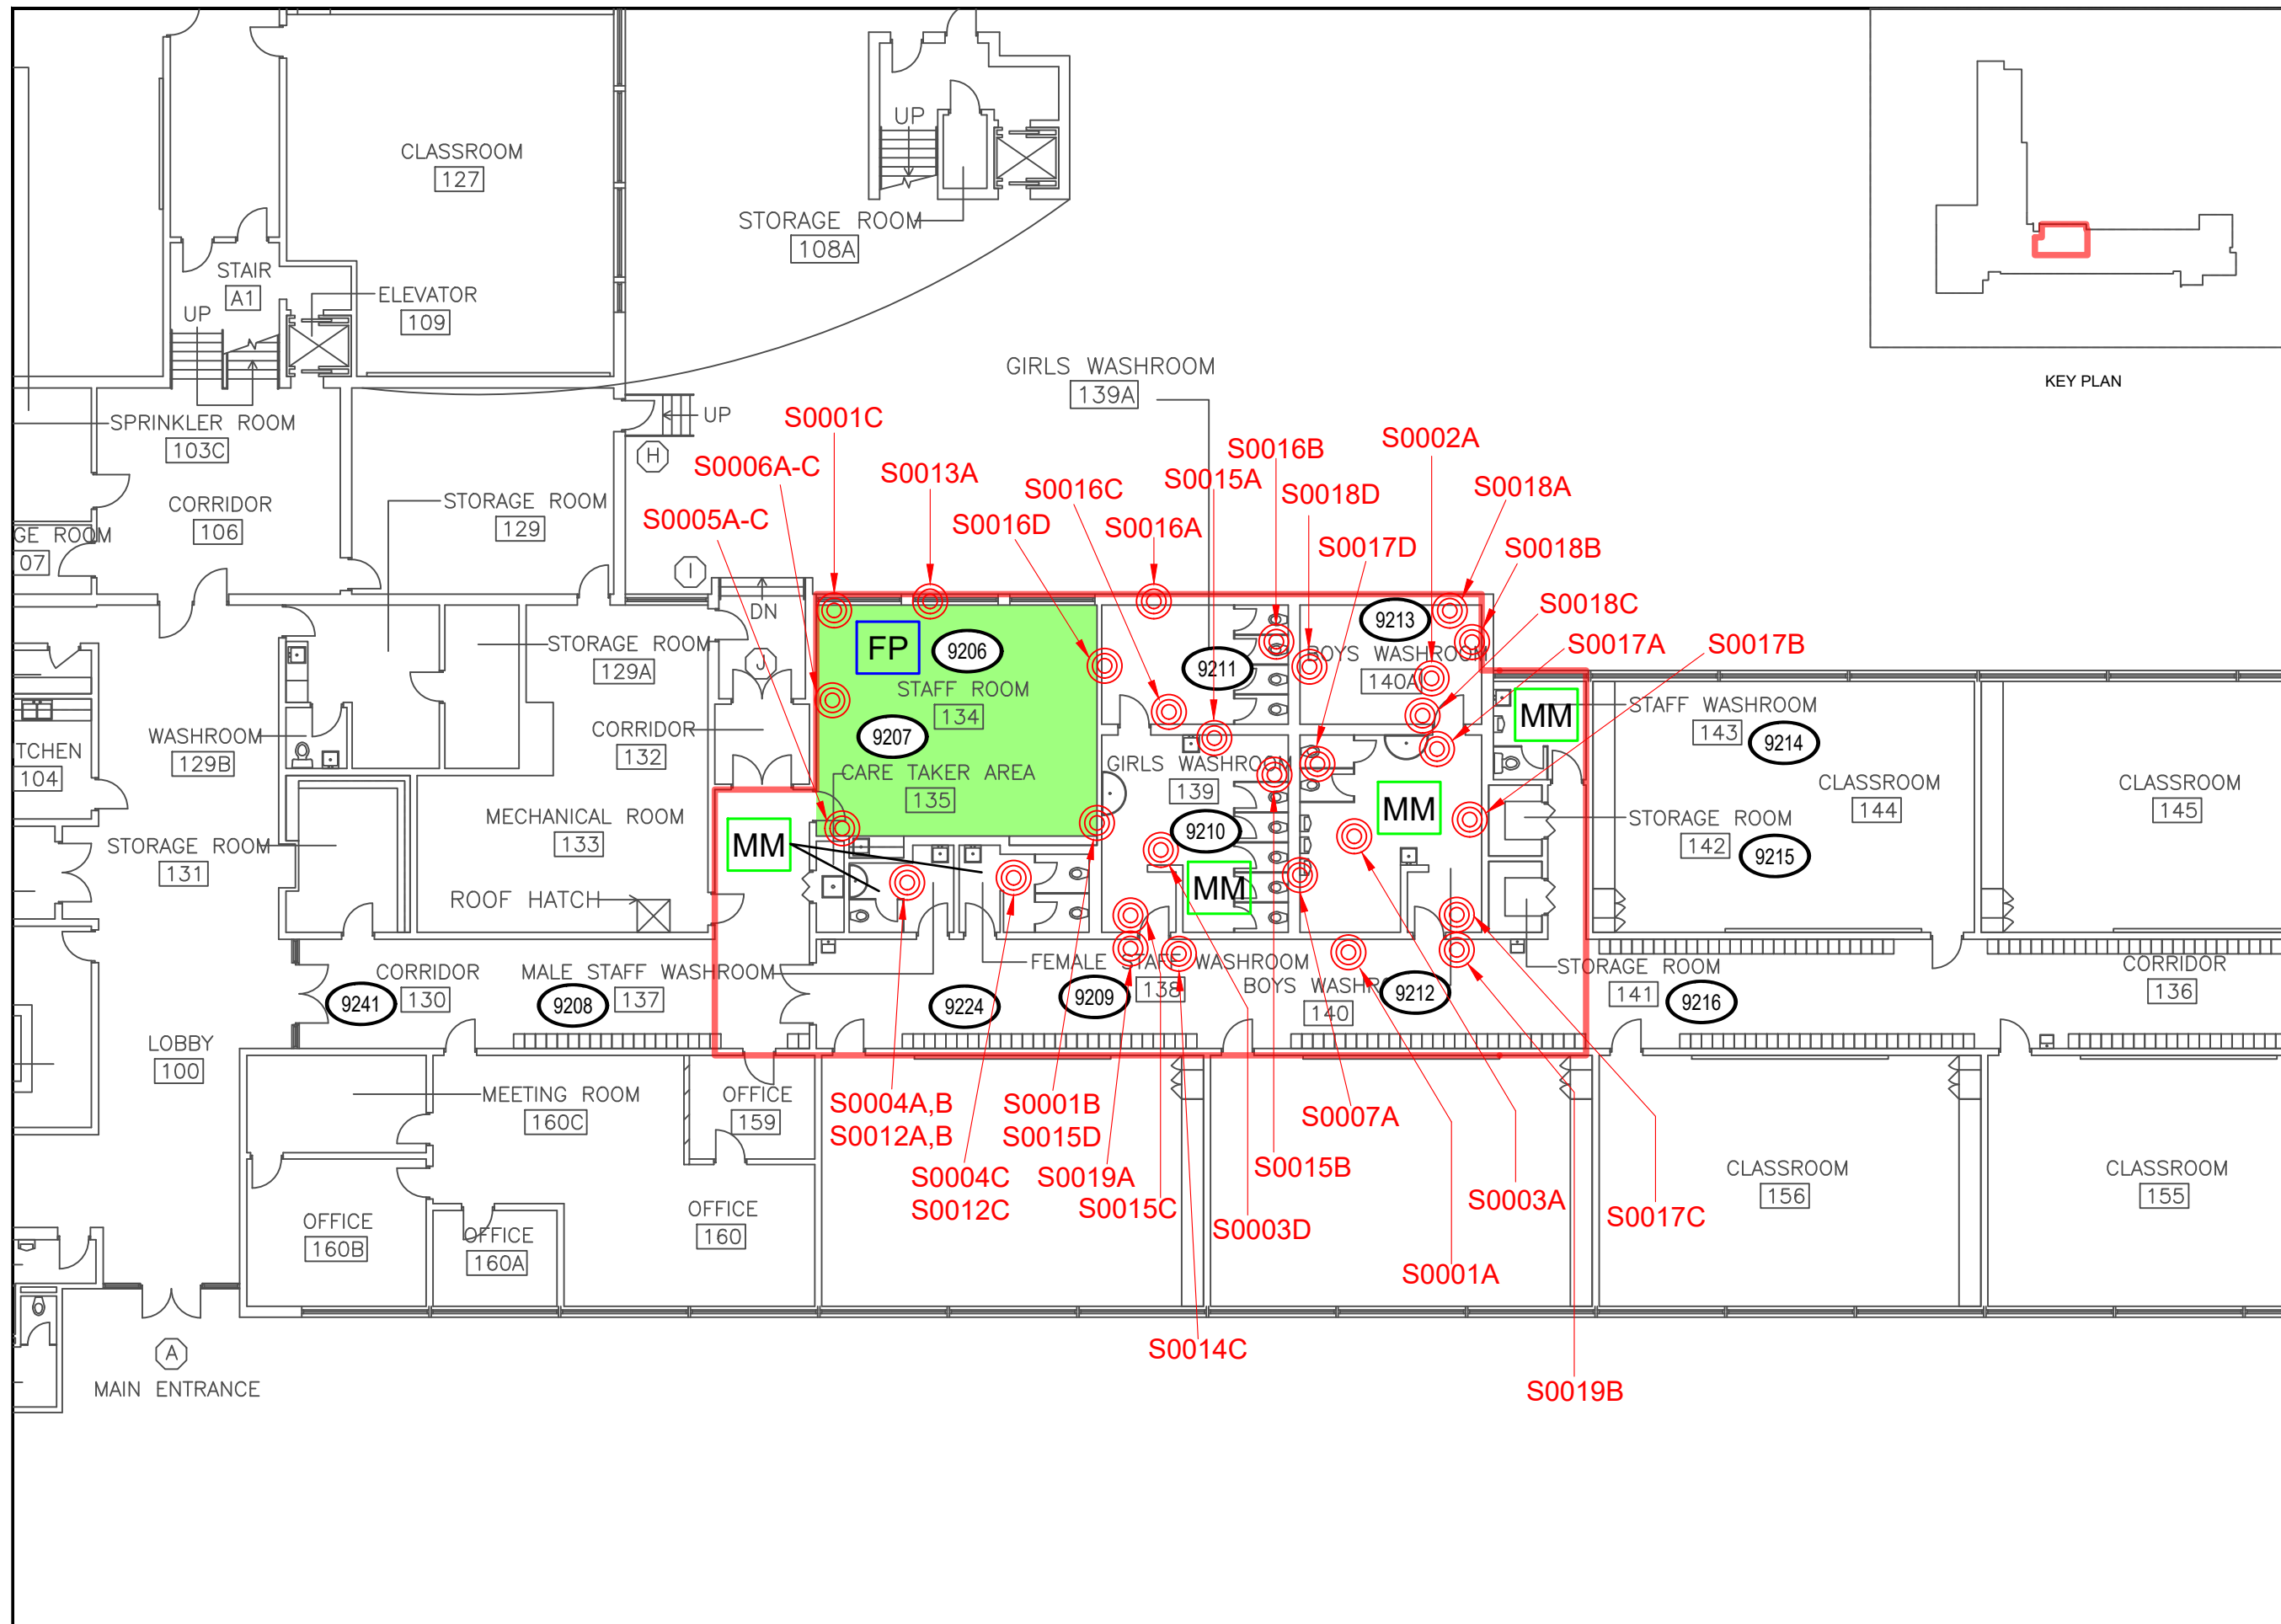 CLASSROOM
127
UP
STORAGE ROOM
108A
STAIR
A1
UP
ELEVATOR
109
KEY PLAN
GIRLS WASHROOM
139A
SPRINKLER ROOM
103C
UP
H
S0001C
S0006A-C
S0013A
S0005A-C
S0016D
S0016C
S0016A
S0015A
S0016B
S0018D
S0017D
S0002A
S0018A
S0018B
S0018C
S0017A
S0017B
CORRIDOR
106
STORAGE ROOM
129
GE ROOM
07
I
DN
J
STORAGE ROOM
129A
FP
9206
STAFF ROOM
134
9207
CARE TAKER AREA
135
9211
9213
BOYS WASHROOM
140A
MM
STAFF WASHROOM
143
9214
CLASSROOM
144
CLASSROOM
145
TCHEN
104
WASHROOM
129B
CORRIDOR
132
GIRLS WASHROOM
139
MM
9210
MM
STORAGE ROOM
142
9215
STORAGE ROOM
131
MECHANICAL ROOM
133
MM
ROOF HATCH
CORRIDOR
130
9241
9208
MALE STAFF WASHROOM
137
9224
FEMALE STAFF WASHROOM
138
9209
BOYS WASHR
140
9212
STORAGE ROOM
141
9216
CORRIDOR
136
LOBBY
100
MEETING ROOM
160C
OFFICE
159
S0004A,B
S0012A,B
S0001B
S0015D
S0004C
S0012C
S0019A
S0015C
S0003D
S0015B
S0007A
S0003A
S0017C
S0001A
S0014C
S0019B
OFFICE
160B
OFFICE
160A
OFFICE
160
CLASSROOM
156
CLASSROOM
155
A
MAIN ENTRANCE